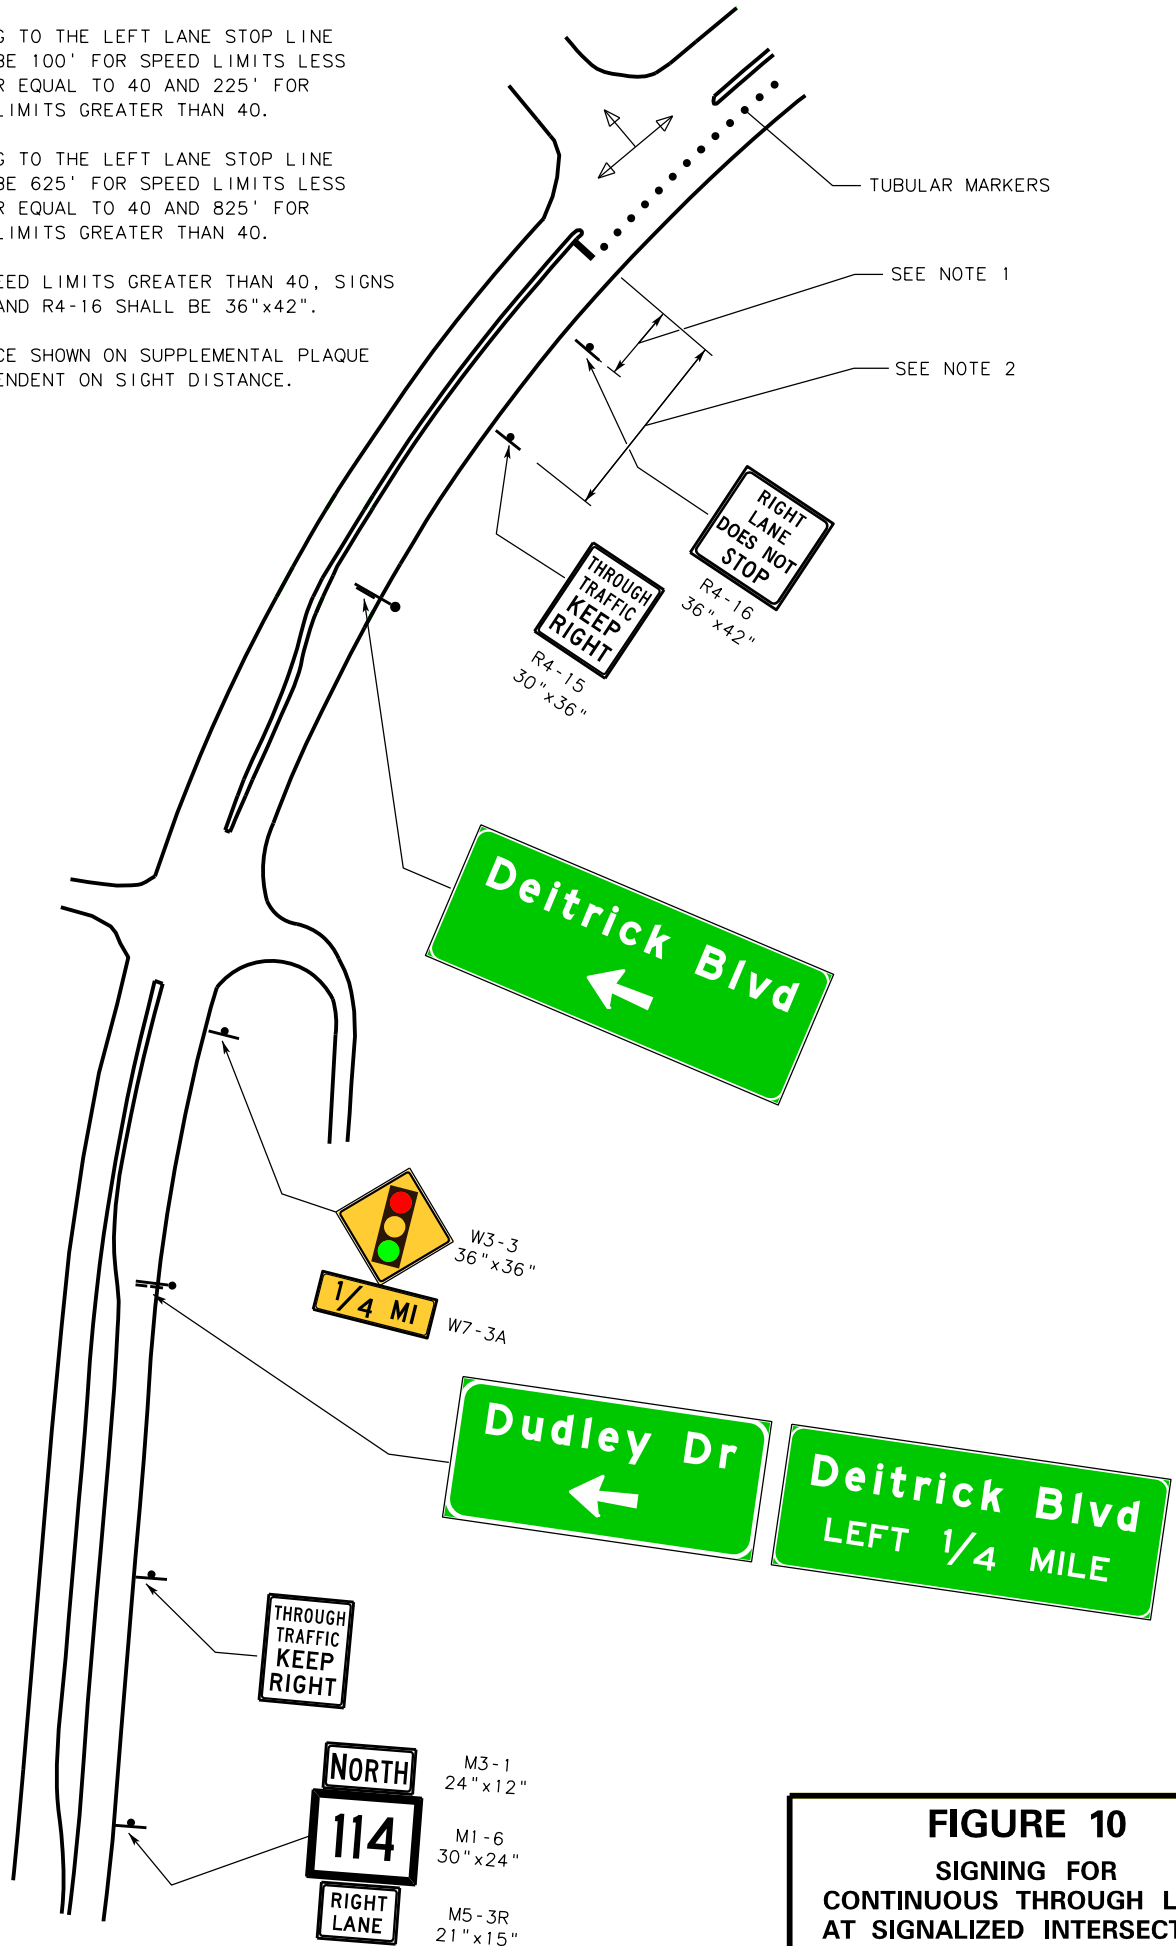 TO THE LEFT LANE STOP LINE
BE 100' FOR SPEED LIMITS LESS
EQUAL TO 40 AND 225' FOR
LIMITS GREATER THAN 40.
TO THE LEFT LANE STOP LINE
BE 625' FOR SPEED LIMITS LESS
EQUAL TO 40 AND 825' FOR
LIMITS GREATER THAN 40.
LIMITS GREATER THAN 40, SIGNS
AND R4-16 SHALL BE 36"x42".
SHOWN ON SUPPLEMENTAL PLAQUE
ON SIGHT DISTANCE.
TUBULAR MARKERS
SEE NOTE 1
SEE NOTE 2
RIGHT
LANE
DOES NOT
STOP
R4-16
36"x42"
THROUGH
TRAFFIC
KEEP
RIGHT
R4-15
30"x36"
Deitrick Blvd
W3-3
36"x36"
1/4 MI
W7-3A
Dudley Dr
Deitrick Blvd
LEFT 1/4 MILE
THROUGH
TRAFFIC
KEEP
RIGHT
NORTH
M3-1
24"x12"
114
M1-6
30"x24"
RIGHT
LANE
M5-3R
21"x15"
FIGURE 10
SIGNING FOR
CONTINUOUS THROUGH
AT SIGNALIZED